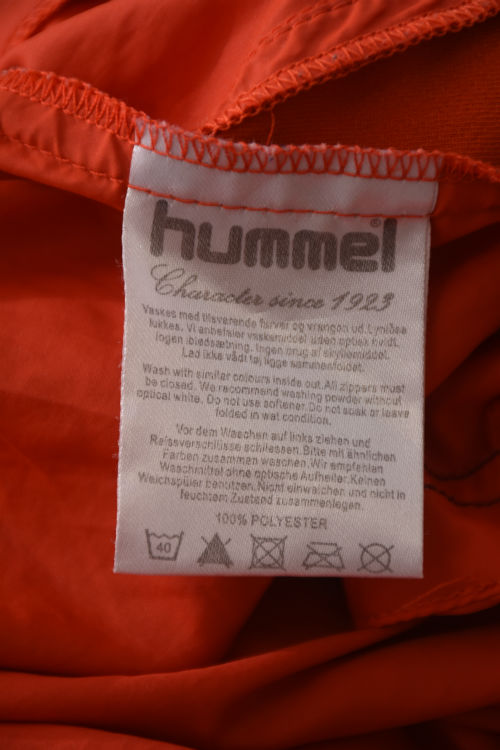 hummel®
Character since 1923
Vaskes med tilsvarende farver og vrangen ud. Lynlåse
lukkes. Vi anbefaler vaskemiddel uden optisk hvidt.
Ingen iblødsætning. Ingen brug af skyllemiddel.
Lad ikke vådt tøj ligge sammenfoldet.
Wash with similar colours inside out. All zippers must
be closed. We recommend washing powder without
optical white. Do not use softener. Do not soak or leave
folded in wet condition.
Vor dem Waschen auf links ziehen und
Reissverschlüsse schliessen. Bitte mit ähnlichen
Farben zusammen waschen. Wir empfehlen
Waschmittel ohne optische Aufheller. Keinen
Weichspüler benutzen. Nicht einweichen und nicht in
feuchtem Zustand zusammenlegen.
100% POLYESTER
40